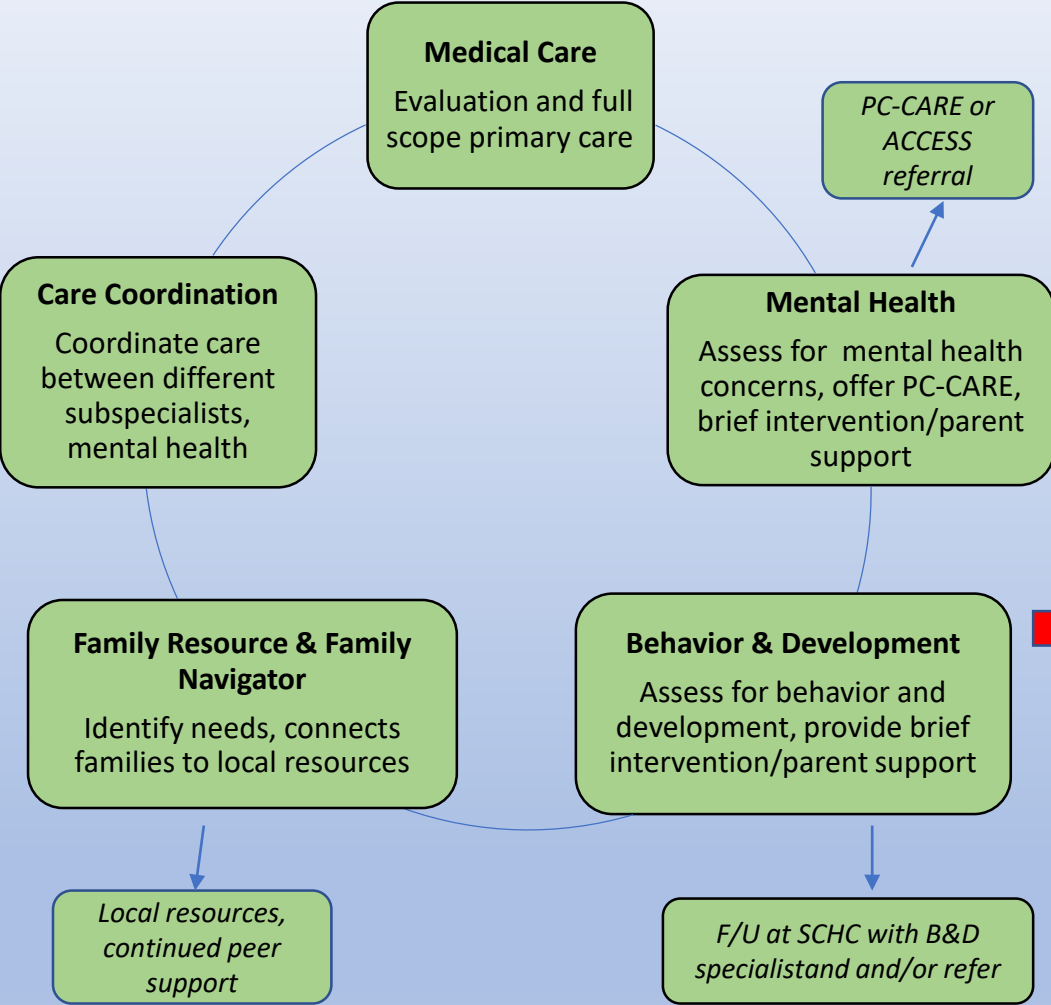 Medical Care
Evaluation and full
scope primary care
PC-CARE or
ACCESS
referral
Care Coordination
Coordinate care
between different
subspecialists,
mental health
Mental Health
Assess for mental health
concerns, offer PC-CARE,
brief intervention/parent
support
Family Resource & Family
Navigator
Identify needs, connects
families to local resources
Behavior & Development
Assess for behavior and
development, provide brief
intervention/parent support
Local resources,
continued peer
support
F/U at SCHC with B&D
specialistand and/or refer